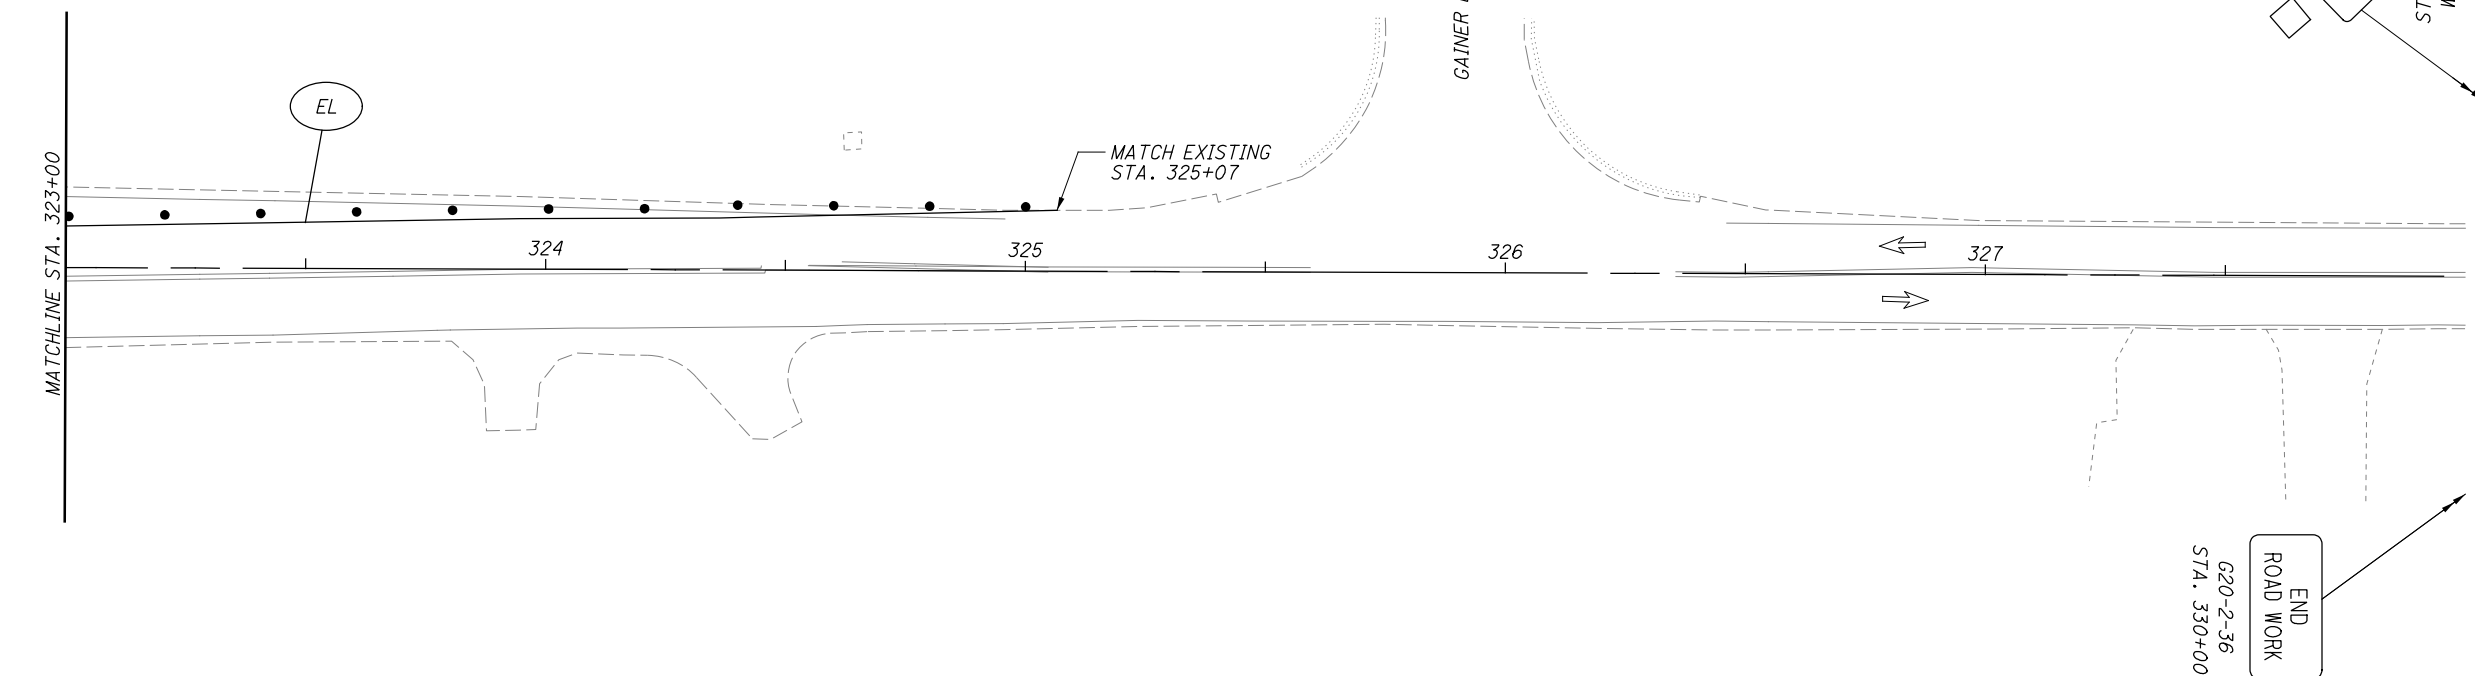 MATCHLINE STA. 323+00
EL
MATCH EXISTING
STA. 325+07
GAINER
324
325
326
327
END
ROAD WORK
G20-2-36
STA. 330+00
ST
W